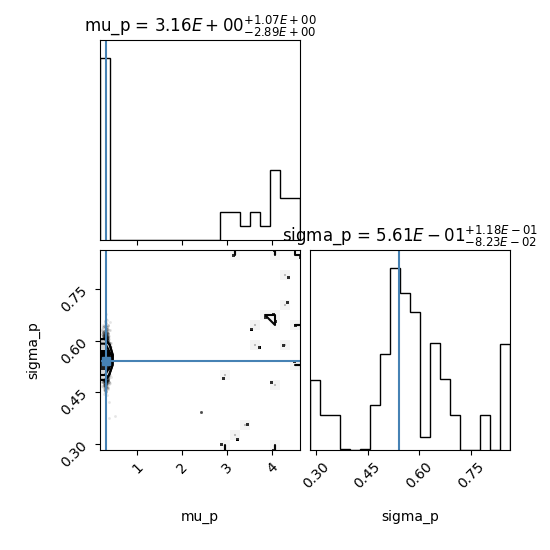 mu_p = 3.16E + 00+1.07E+00−2.89E+00
sigma_p = 5.61E − 01+1.18E−01−8.23E−02
sigma_p
0.75
0.60
0.45
0.30
1 2 3 4
mu_p
0.30 0.45 0.60 0.75
sigma_p